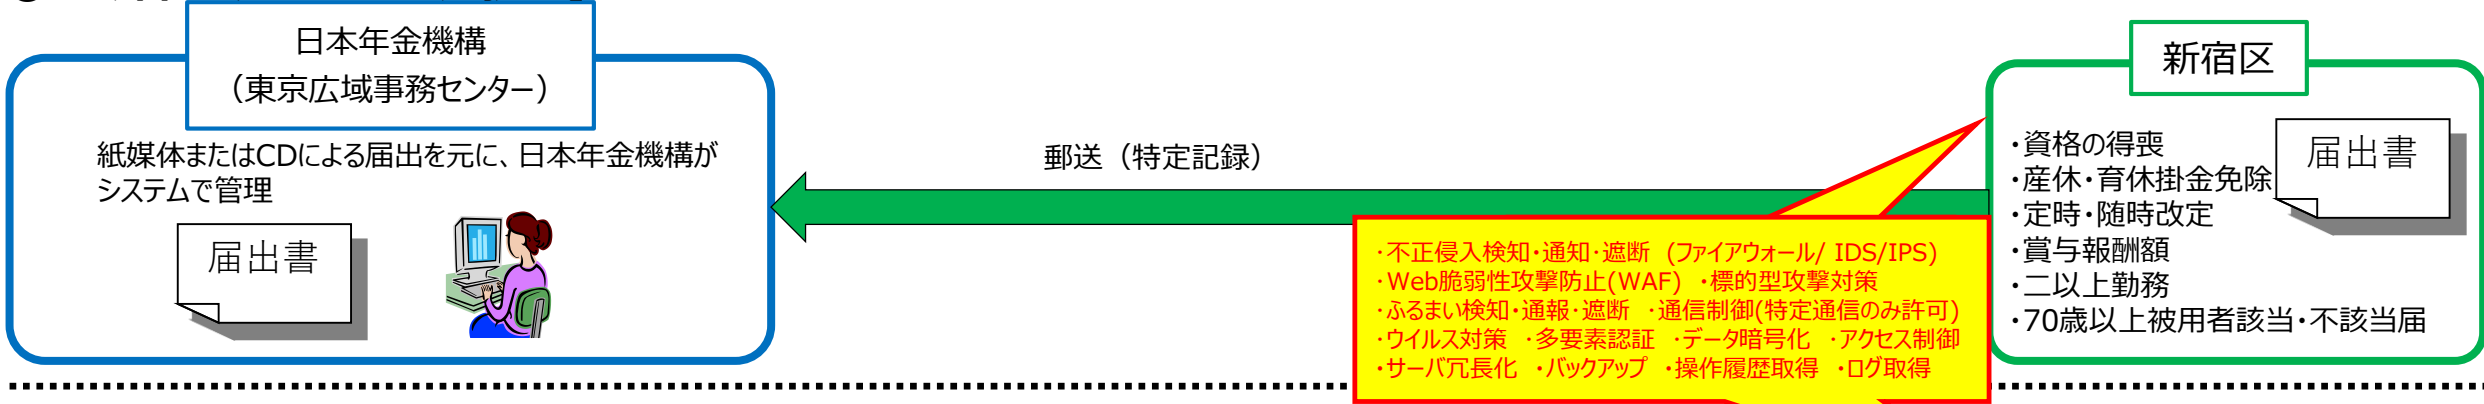 日本年金機構
（東京広域事務センター）
紙媒体またはCDによる届出を元に、日本年金機構が
システムで管理
届出書
郵送（特定記録）
新宿区
・資格の得喪
・産休・育休掛金免除
・定時・随時改定
・賞与報酬額
・二以上勤務
・70歳以上被用者該当・不該当届
届出書
・不正侵入検知・通知・遮断 (ファイアウォール/ IDS/IPS)
・Web脆弱性攻撃防止(WAF) ・標的型攻撃対策
・ふるまい検知・通報・遮断 ・通信制御(特定通信のみ許可)
・ウイルス対策 ・多要素認証 ・データ暗号化 ・アクセス制御
・サーバ冗長化 ・バックアップ ・操作履歴取得 ・ログ取得